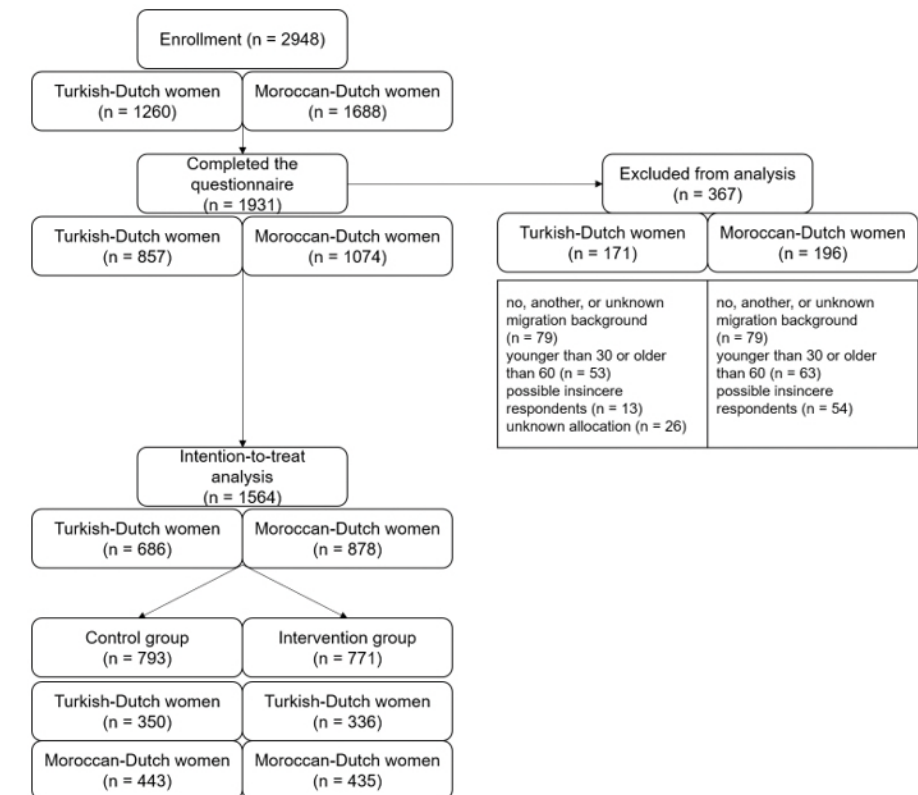 Enrollment (n = 2948)
Turkish-Dutch women
(n = 1260)
Moroccan-Dutch women
(n = 1688)
Completed the
questionnaire
(n = 1931)
Turkish-Dutch women
(n = 857)
Moroccan-Dutch women
(n = 1074)
Excluded from analysis
(n = 367)
Turkish-Dutch women
(n = 171)
Moroccan-Dutch women
(n = 196)
no, another, or unknown
migration background
(n = 79)
younger than 30 or older
than 60 (n = 53)
possible insincere
respondents (n = 13)
unknown allocation (n = 26)
no, another, or unknown
migration background
(n = 79)
younger than 30 or older
than 60 (n = 63)
possible insincere
respondents (n = 54)
Intention-to-treat
analysis
(n = 1564)
Turkish-Dutch women
(n = 686)
Moroccan-Dutch women
(n = 878)
Control group
(n = 793)
Intervention group
(n = 771)
Turkish-Dutch women
(n = 350)
Turkish-Dutch women
(n = 336)
Moroccan-Dutch women
(n = 443)
Moroccan-Dutch women
(n = 435)